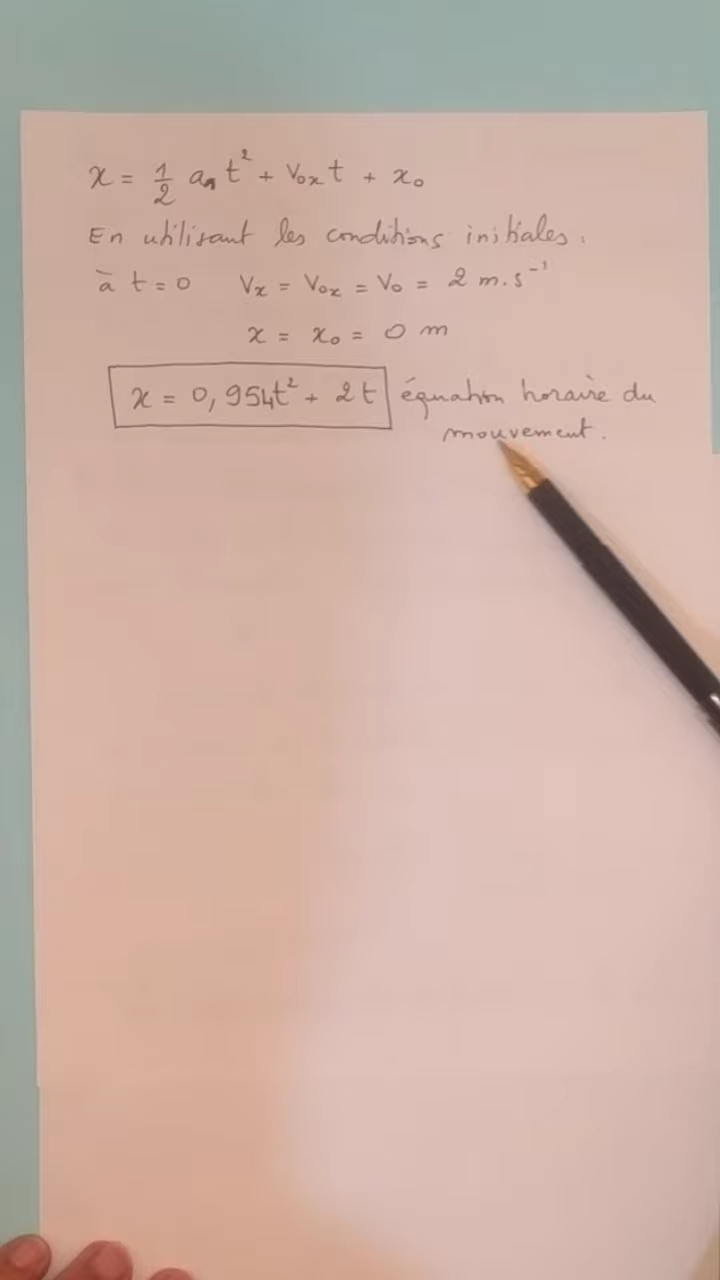 x = 1/2 a₁ t² + V₀ₓ t + x₀
En utilisant les conditions initiales :
à t = 0 Vₓ = V₀ₓ = V₀ = 2 m.s⁻¹
x = x₀ = 0 m
x = 0,954t² + 2t équation horaire du
mouvement.